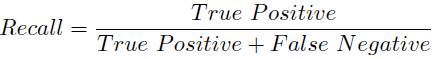 Recall = True Positive / True Positive + False Negative